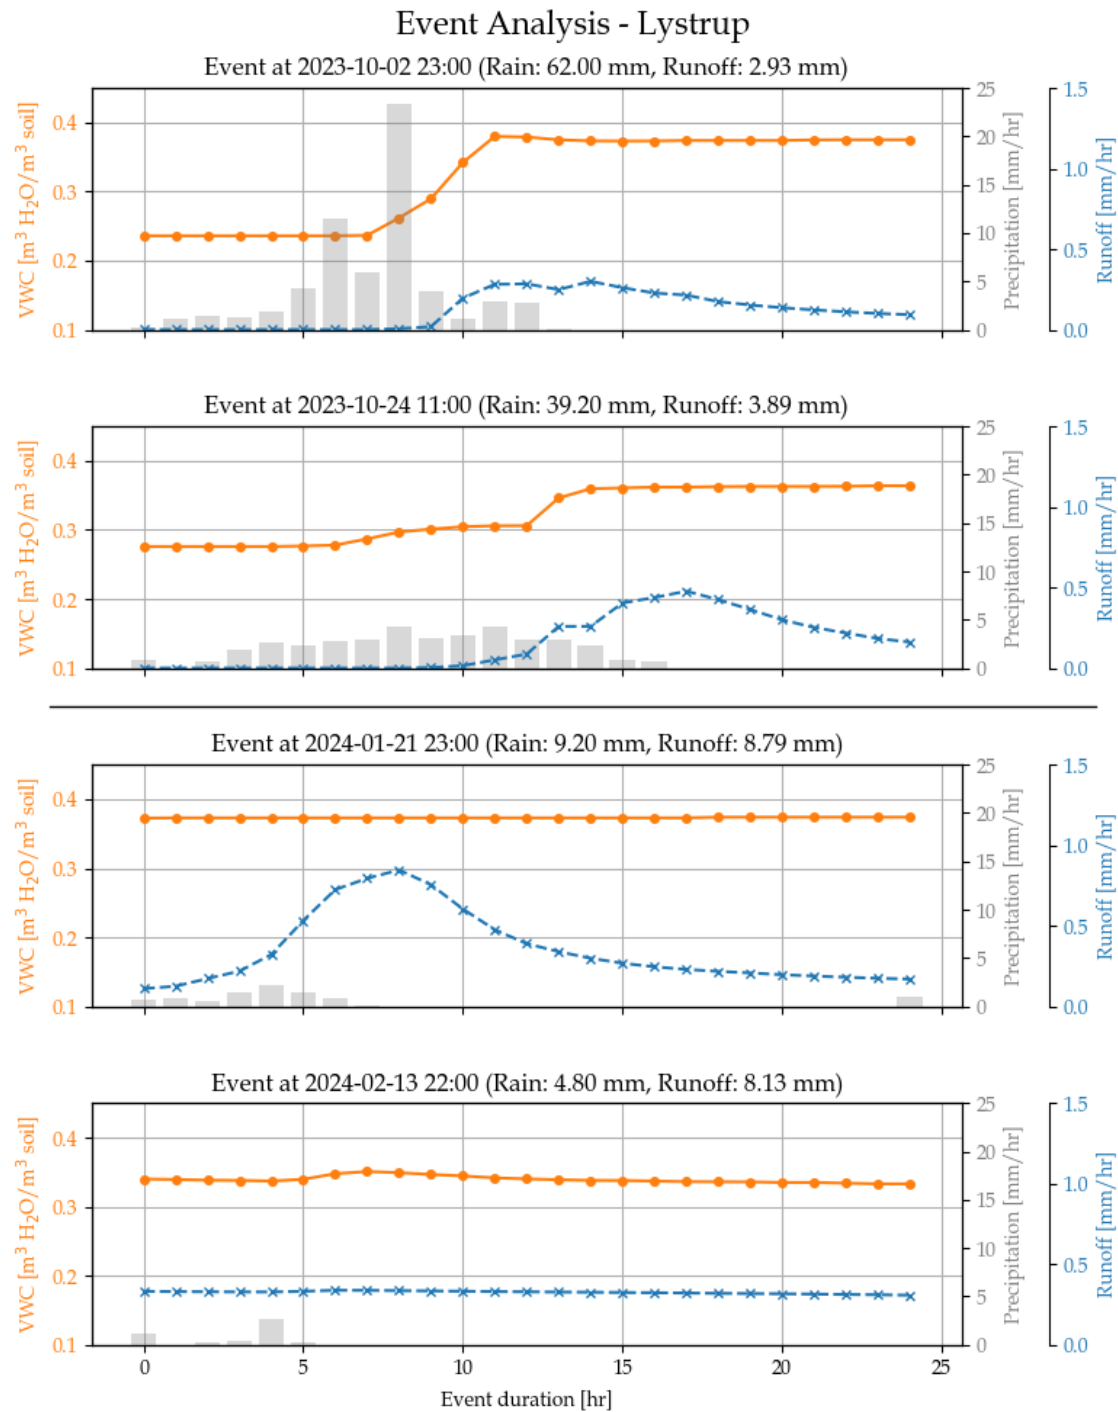 Event Analysis - Lystrup
Event at 2023-10-02 23:00 (Rain: 62.00 mm, Runoff: 2.93 mm)
VWC [m³ H₂O/m³ soil]
0.4
0.3
0.2
0.1
25
20
15
10
5
0
Precipitation [mm/hr]
1.5
1.0
0.5
0.0
Runoff [mm/hr]
Event at 2023-10-24 11:00 (Rain: 39.20 mm, Runoff: 3.89 mm)
VWC [m³ H₂O/m³ soil]
0.4
0.3
0.2
0.1
25
20
15
10
5
0
Precipitation [mm/hr]
1.5
1.0
0.5
0.0
Runoff [mm/hr]
Event at 2024-01-21 23:00 (Rain: 9.20 mm, Runoff: 8.79 mm)
VWC [m³ H₂O/m³ soil]
0.4
0.3
0.2
0.1
25
20
15
10
5
0
Precipitation [mm/hr]
1.5
1.0
0.5
0.0
Runoff [mm/hr]
Event at 2024-02-13 22:00 (Rain: 4.80 mm, Runoff: 8.13 mm)
VWC [m³ H₂O/m³ soil]
0.4
0.3
0.2
0.1
25
20
15
10
5
0
Precipitation [mm/hr]
1.5
1.0
0.5
0.0
Runoff [mm/hr]
0 5 10 15 20 25
Event duration [hr]